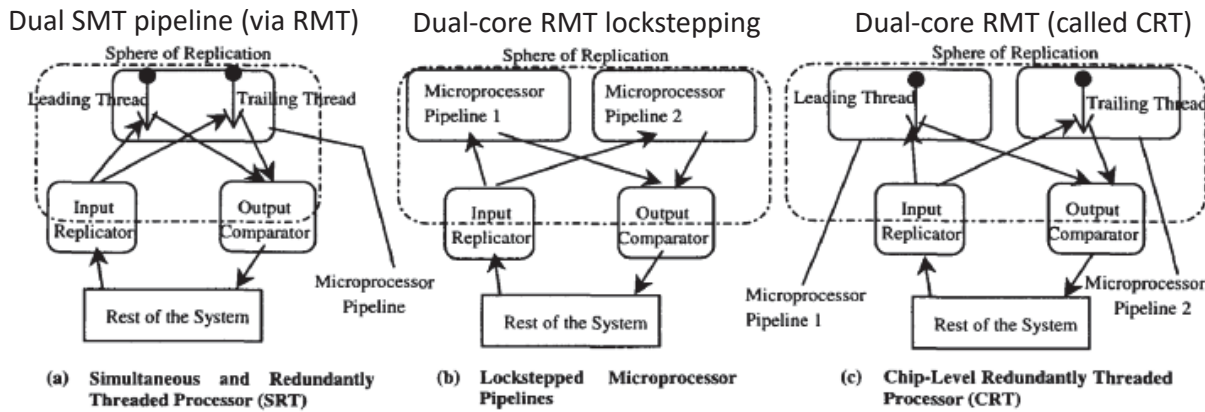 Dual SMT pipeline (via RMT)
Sphere of Replication
Leading Thread
Trailing Thread
Input
Replicator
Output
Comparator
Microprocessor
Pipeline
Rest of the System
(a) Simultaneous and Redundantly
Threaded Processor (SRT)
Dual-core RMT lockstepping
Sphere of Replication
Microprocessor
Pipeline 1
Microprocessor
Pipeline 2
Input
Replicator
Output
Comparator
Rest of the System
(b) Lockstepped Microprocessor
Pipelines
Dual-core RMT (called CRT)
Sphere of Replication
Leading Thread
Trailing Thread
Input
Replicator
Output
Comparator
Microprocessor
Pipeline 1
Microprocessor
Pipeline 2
Rest of the System
(c) Chip-Level Redundantly Threaded
Processor (CRT)